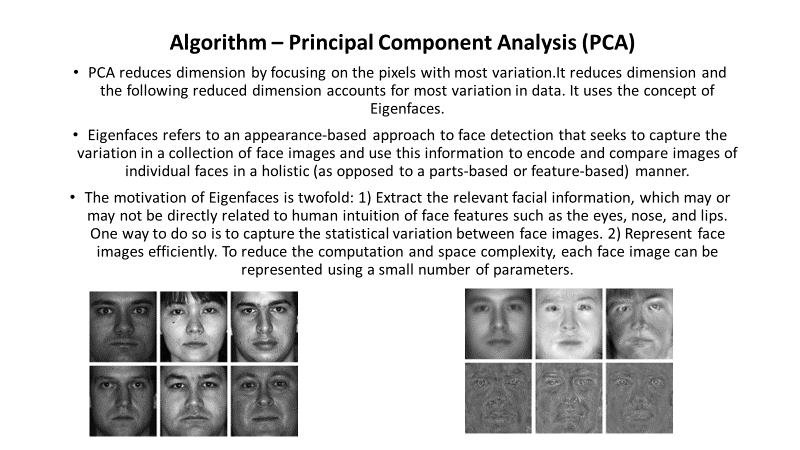 Algorithm – Principal Component Analysis (PCA)
• PCA reduces dimension by focusing on the pixels with most variation.It reduces dimension and
the following reduced dimension accounts for most variation in data. It uses the concept of
Eigenfaces.
• Eigenfaces refers to an appearance-based approach to face detection that seeks to capture the
variation in a collection of face images and use this information to encode and compare images of
individual faces in a holistic (as opposed to a parts-based or feature-based) manner.
• The motivation of Eigenfaces is twofold: 1) Extract the relevant facial information, which may or
may not be directly related to human intuition of face features such as the eyes, nose, and lips.
One way to do so is to capture the statistical variation between face images. 2) Represent face
images efficiently. To reduce the computation and space complexity, each face image can be
represented using a small number of parameters.